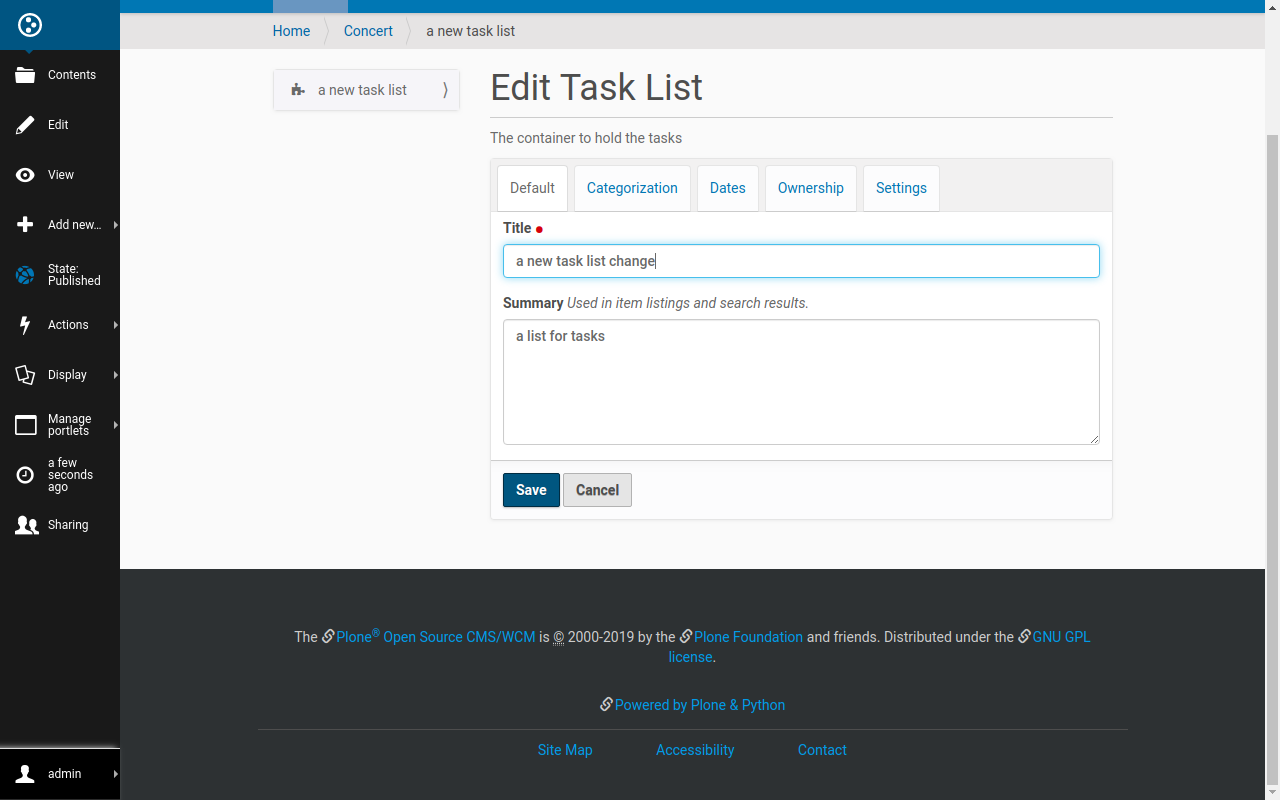 Home
Concert
a new task list
Contents
Edit
View
Add new...
State:
Published
Actions
Display
Manage
portlets
a few
seconds
ago
Sharing
admin
a new task list
Edit Task List
The container to hold the tasks
Default
Categorization
Dates
Ownership
Settings
Title
a new task list change
Summary Used in item listings and search results.
a list for tasks
Save
Cancel
The Plone® Open Source CMS/WCM is © 2000-2019 by the Plone Foundation and friends. Distributed under the GNU GPL
license.
Powered by Plone & Python
Site Map
Accessibility
Contact